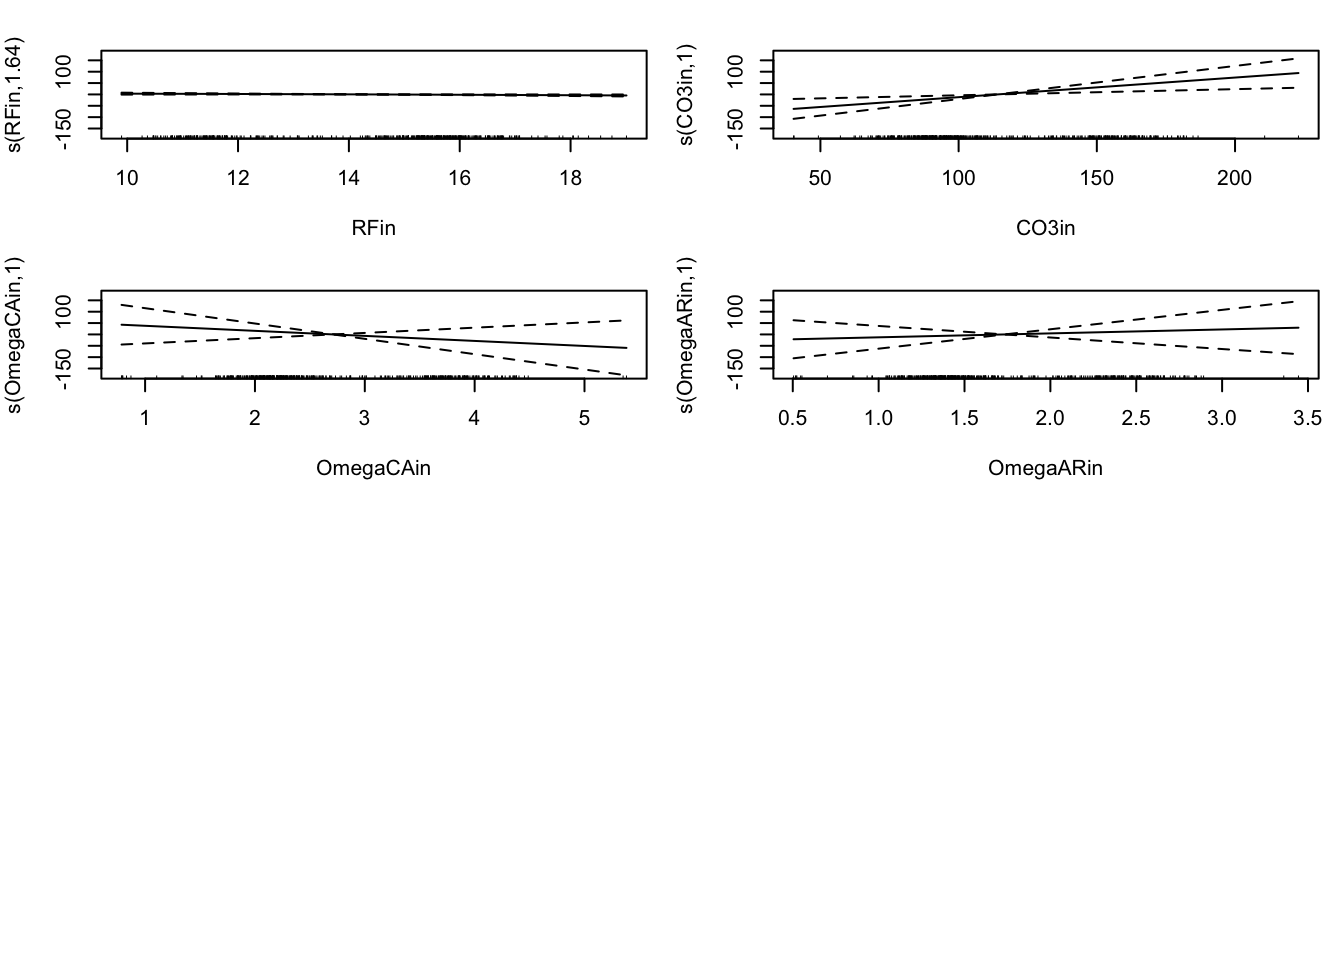 s(RFin,1.64)
100
-150
10 12 14 16 18
RFin
s(CO3in,1)
100
-150
50 100 150 200
CO3in
s(OmegaCAin,1)
100
-150
1 2 3 4 5
OmegaCAin
s(OmegaARin,1)
100
-150
0.5 1.0 1.5 2.0 2.5 3.0 3.5
OmegaARin